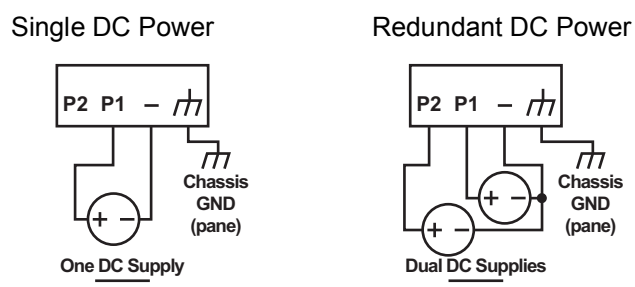 Single DC Power
P2 P1 –
+ –
Chassis
GND
(pane)
One DC Supply
Redundant DC Power
P2 P1 –
+ –
+ –
Chassis
GND
(pane)
Dual DC Supplies